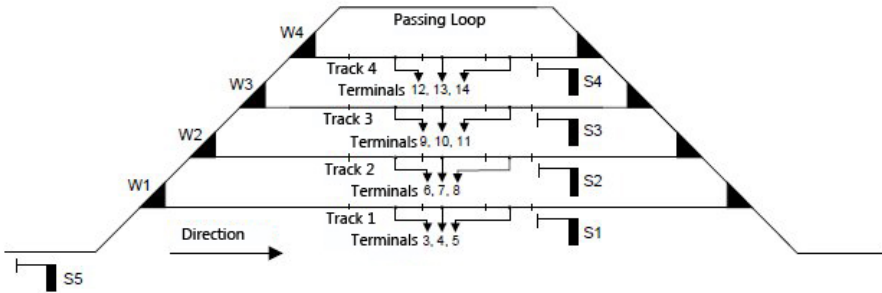 Passing Loop
W4
Track 4
Terminals 12, 13, 14
S4
W3
Track 3
Terminals 9, 10, 11
S3
W2
Track 2
Terminals 6, 7, 8
S2
W1
Track 1
Terminals 3, 4, 5
S1
Direction
S5